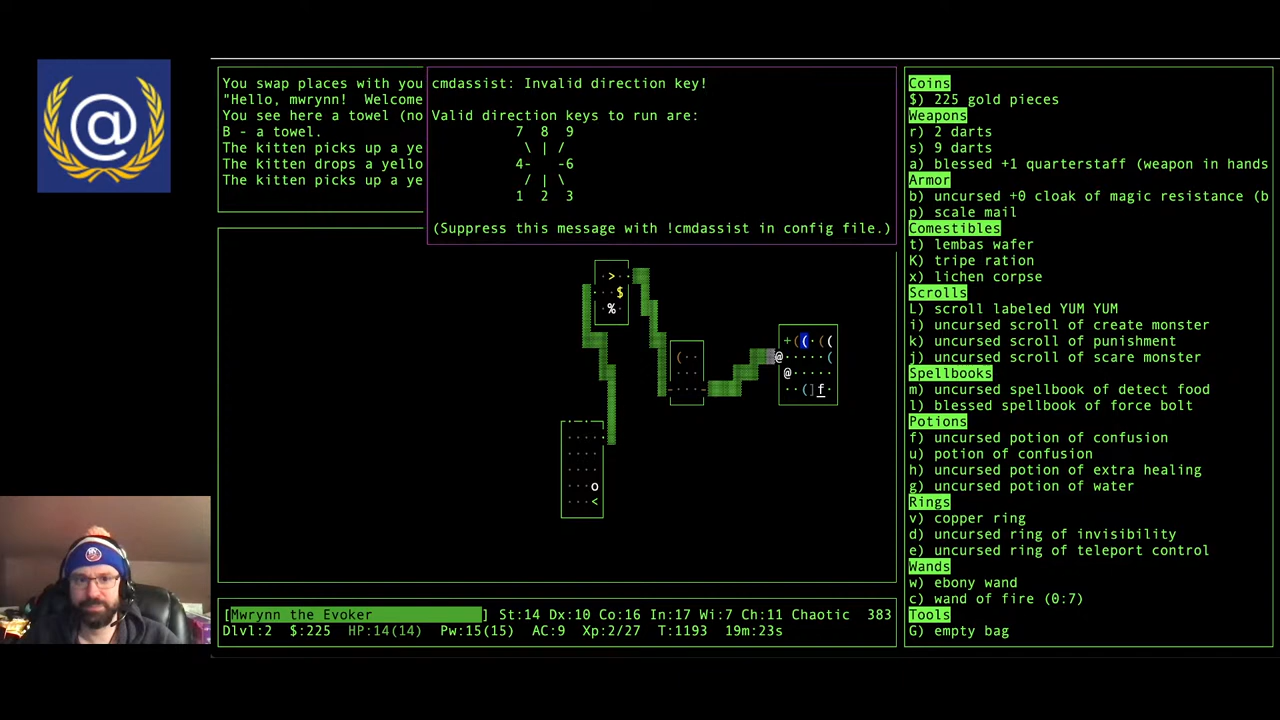 @
You swap places with you
"Hello, mwrynn!  Welcome
You see here a towel (no
B - a towel.
The kitten picks up a ye
The kitten drops a yello
The kitten picks up a ye
cmdassist: Invalid direction key!
Valid direction keys to run are:
7 8 9
\ | /
4- -6
/ | \
1 2 3
(Suppress this message with !cmdassist in config file.)
·>··
···$
·%·
+((·((
@·····(
@·····
··(]f·
(··
···
-···-
·—·—
····
····
····
···o
···<
[Mwrynn the Evoker ] St:14 Dx:10 Co:16 In:17 Wi:7 Ch:11 Chaotic 383
Dlvl:2 $:225 HP:14(14) Pw:15(15) AC:9 Xp:2/27 T:1193 19m:23s
Coins
$) 225 gold pieces
Weapons
r) 2 darts
s) 9 darts
a) blessed +1 quarterstaff (weapon in hands
Armor
b) uncursed +0 cloak of magic resistance (b
p) scale mail
Comestibles
t) lembas wafer
K) tripe ration
x) lichen corpse
Scrolls
L) scroll labeled YUM YUM
i) uncursed scroll of create monster
k) uncursed scroll of punishment
j) uncursed scroll of scare monster
Spellbooks
m) uncursed spellbook of detect food
l) blessed spellbook of force bolt
Potions
f) uncursed potion of confusion
u) potion of confusion
h) uncursed potion of extra healing
g) uncursed potion of water
Rings
v) copper ring
d) uncursed ring of invisibility
e) uncursed ring of teleport control
Wands
w) ebony wand
c) wand of fire (0:7)
Tools
G) empty bag